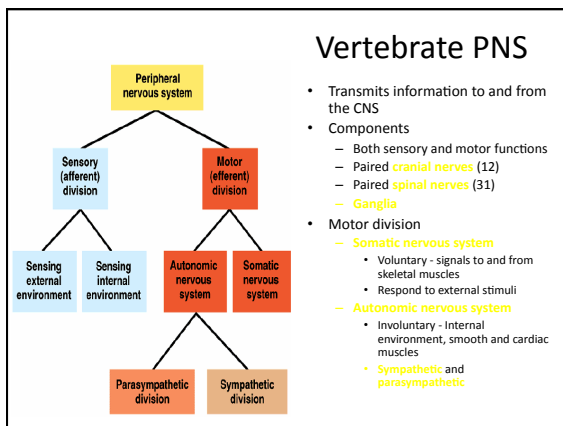 Vertebrate PNS
Peripheral
nervous system
Sensory
(afferent)
division
Motor
(efferent)
division
Sensing
external
environment
Sensing
internal
environment
Autonomic
nervous
system
Somatic
nervous
system
Parasympathetic
division
Sympathetic
division
• Transmits information to and from
the CNS
• Components
– Both sensory and motor functions
– Paired cranial nerves (12)
– Paired spinal nerves (31)
– Ganglia
• Motor division
– Somatic nervous system
• Voluntary - signals to and from
skeletal muscles
• Respond to external stimuli
– Autonomic nervous system
• Involuntary - Internal
environment, smooth and cardiac
muscles
• Sympathetic and
parasympathetic